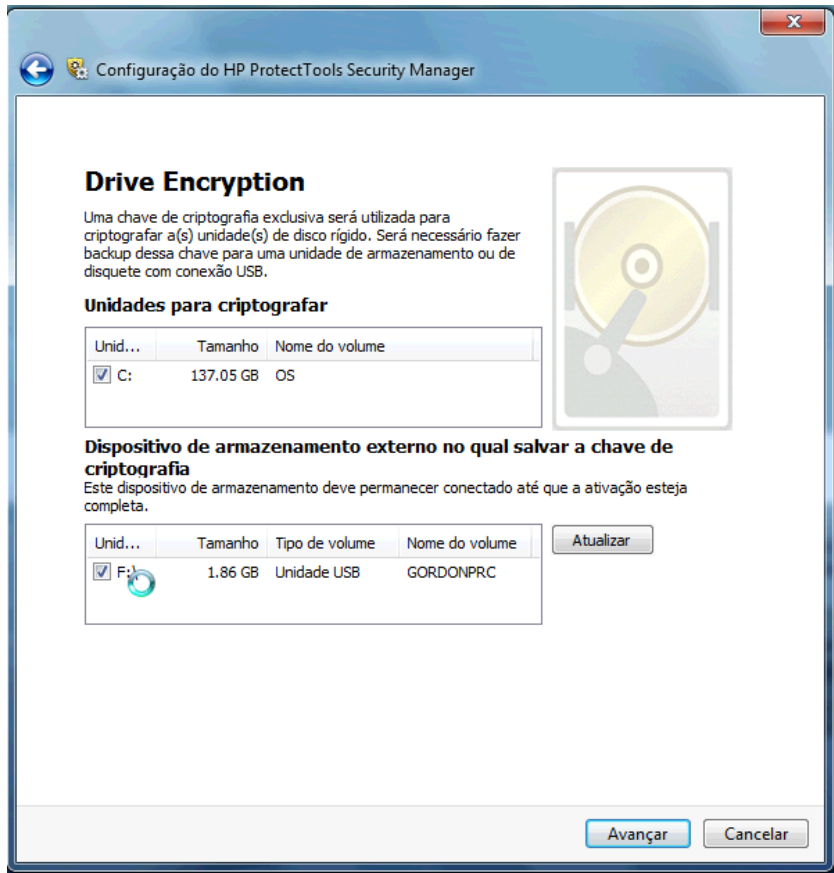 X
Configuração do HP ProtectTools Security Manager
Drive Encryption
Uma chave de criptografia exclusiva será utilizada para
criptografar a(s) unidade(s) de disco rígido. Será necessário fazer
backup dessa chave para uma unidade de armazenamento ou de
disquete com conexão USB.
Unidades para criptografar
Unid... Tamanho Nome do volume
C: 137.05 GB OS
Dispositivo de armazenamento externo no qual salvar a chave de
criptografia
Este dispositivo de armazenamento deve permanecer conectado até que a ativação esteja
completa.
Unid... Tamanho Tipo de volume Nome do volume Atualizar
F:\ 1.86 GB Unidade USB GORDONPRC
Avançar Cancelar